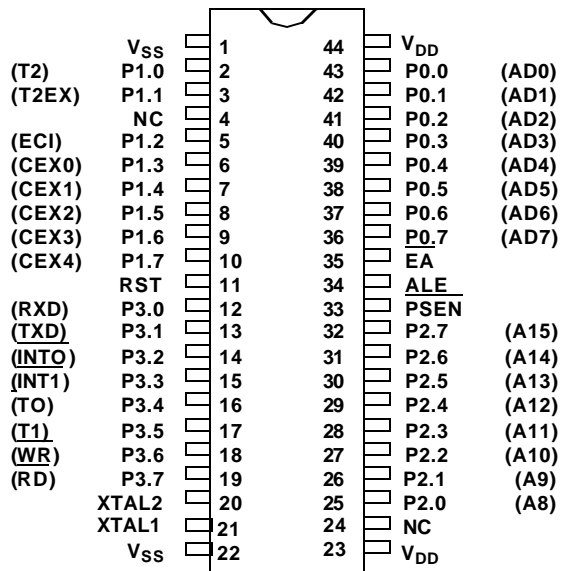 VSS 1 44 VDD
(T2) P1.0 2 43 P0.0 (AD0)
(T2EX) P1.1 3 42 P0.1 (AD1)
NC 4 41 P0.2 (AD2)
(ECI) P1.2 5 40 P0.3 (AD3)
(CEX0) P1.3 6 39 P0.4 (AD4)
(CEX1) P1.4 7 38 P0.5 (AD5)
(CEX2) P1.5 8 37 P0.6 (AD6)
(CEX3) P1.6 9 36 P0.7 (AD7)
(CEX4) P1.7 10 35 EA
RST 11 34 ALE
(RXD) P3.0 12 33 PSEN
(TXD) P3.1 13 32 P2.7 (A15)
(INTO) P3.2 14 31 P2.6 (A14)
(INT1) P3.3 15 30 P2.5 (A13)
(TO) P3.4 16 29 P2.4 (A12)
(T1) P3.5 17 28 P2.3 (A11)
(WR) P3.6 18 27 P2.2 (A10)
(RD) P3.7 19 26 P2.1 (A9)
XTAL2 20 25 P2.0 (A8)
XTAL1 21 24 NC
VSS 22 23 VDD